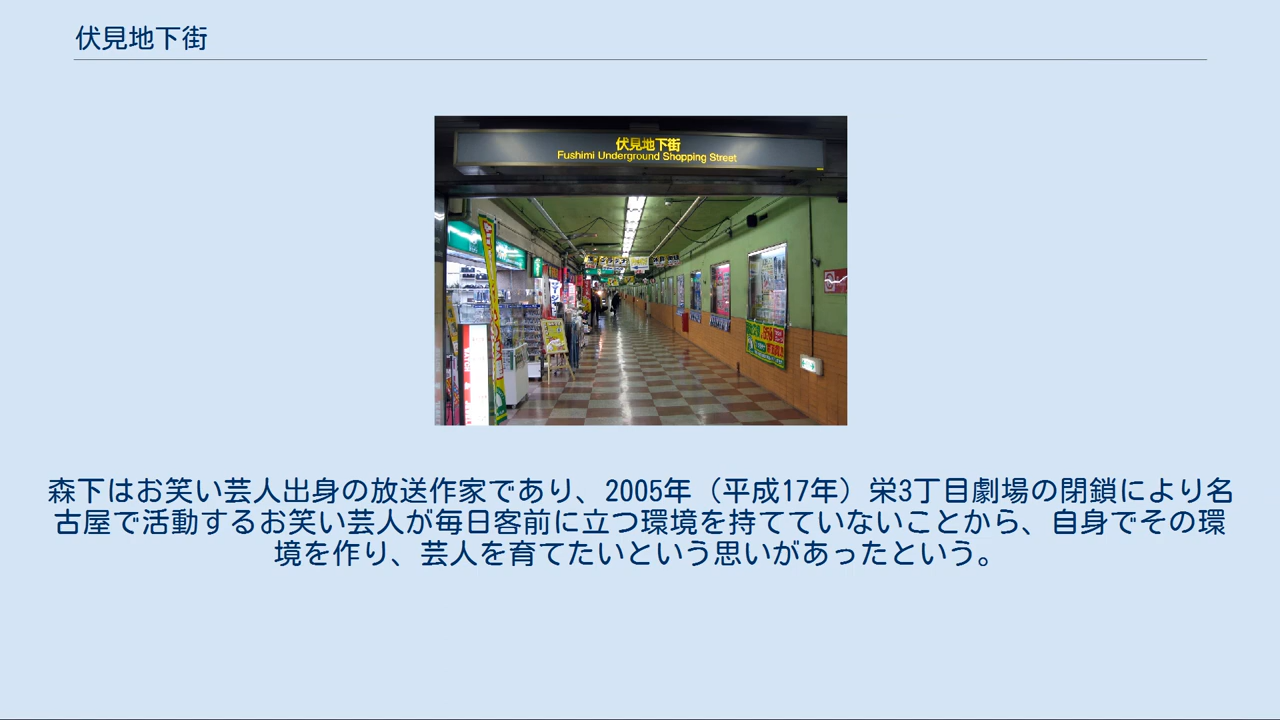 伏見地下街
伏見地下街
Fushimi Underground Shopping Street
森下はお笑い芸人出身の放送作家であり、2005年（平成17年）栄3丁目劇場の閉鎖により名
古屋で活動するお笑い芸人が毎日客前に立つ環境を持てていないことから、自身でその環
境を作り、芸人を育てたいという思いがあったという。